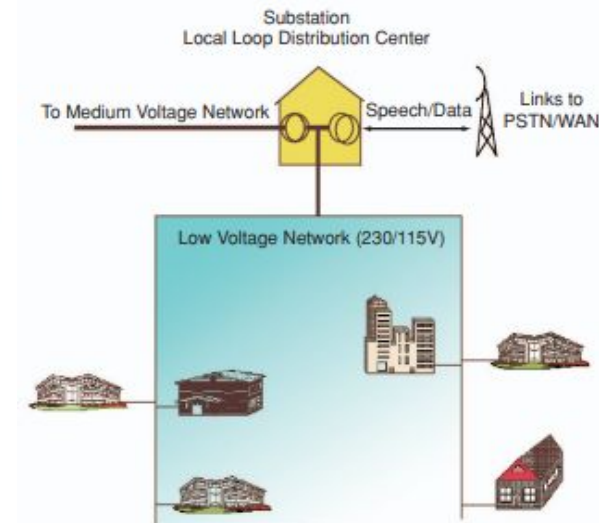 Substation
Local Loop Distribution Center
To Medium Voltage Network
Speech/Data
Links to
PSTN/WAN
Low Voltage Network (230/115V)